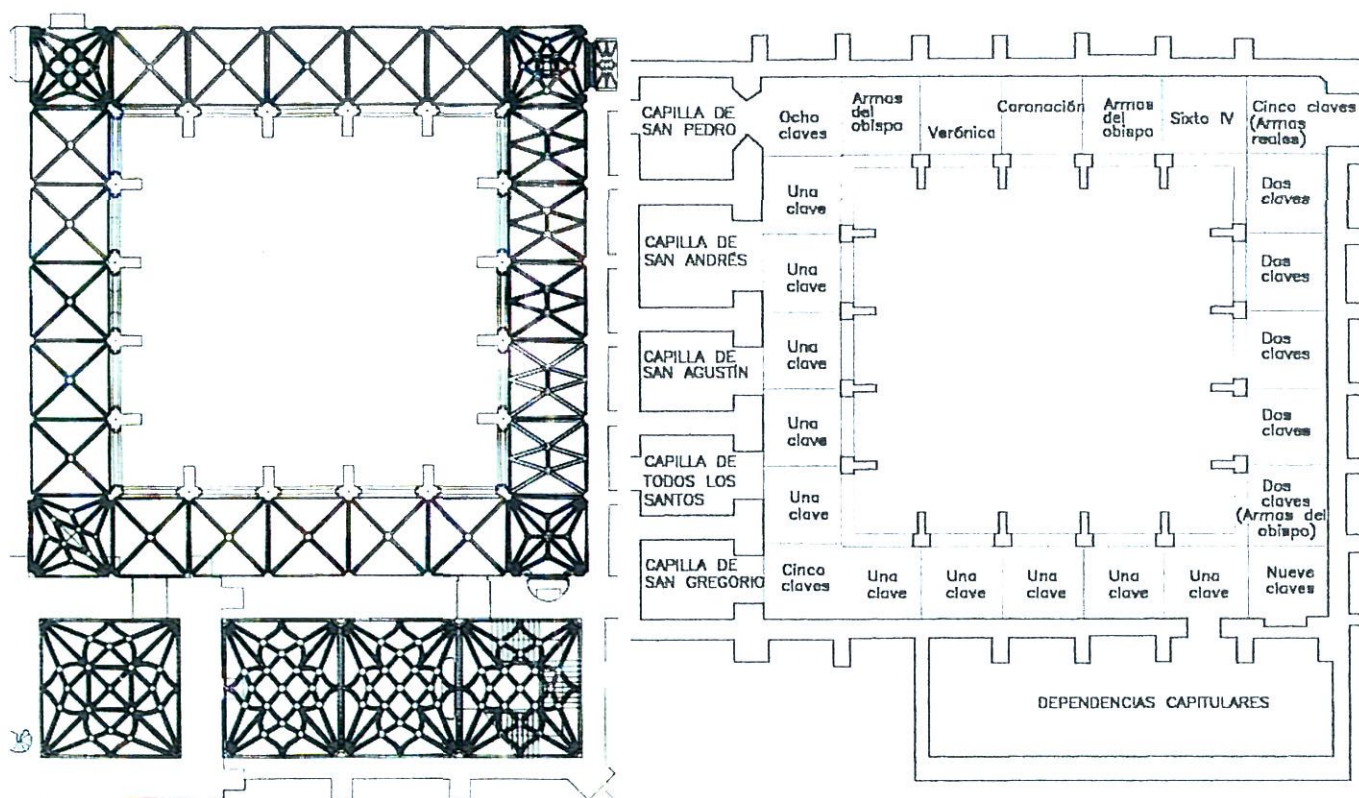 CAPILLA DE
SAN PEDRO
Ocho
claves
Armas
del
obispo
Verónica
Coronación
Armas
del
obispo
Sixto IV
Cinco claves
(Armas
reales)
Una
clave
Dos
claves
CAPILLA DE
SAN ANDRÉS
Una
clave
Dos
claves
CAPILLA DE
SAN AGUSTÍN
Una
clave
Dos
claves
Una
clave
Dos
claves
CAPILLA DE
TODOS LOS
SANTOS
Una
clave
Dos
claves
(Armas del
obispo)
CAPILLA DE
SAN GREGORIO
Cinco
claves
Una
clave
Una
clave
Una
clave
Una
clave
Una
clave
Nueve
claves
DEPENDENCIAS CAPITULARES